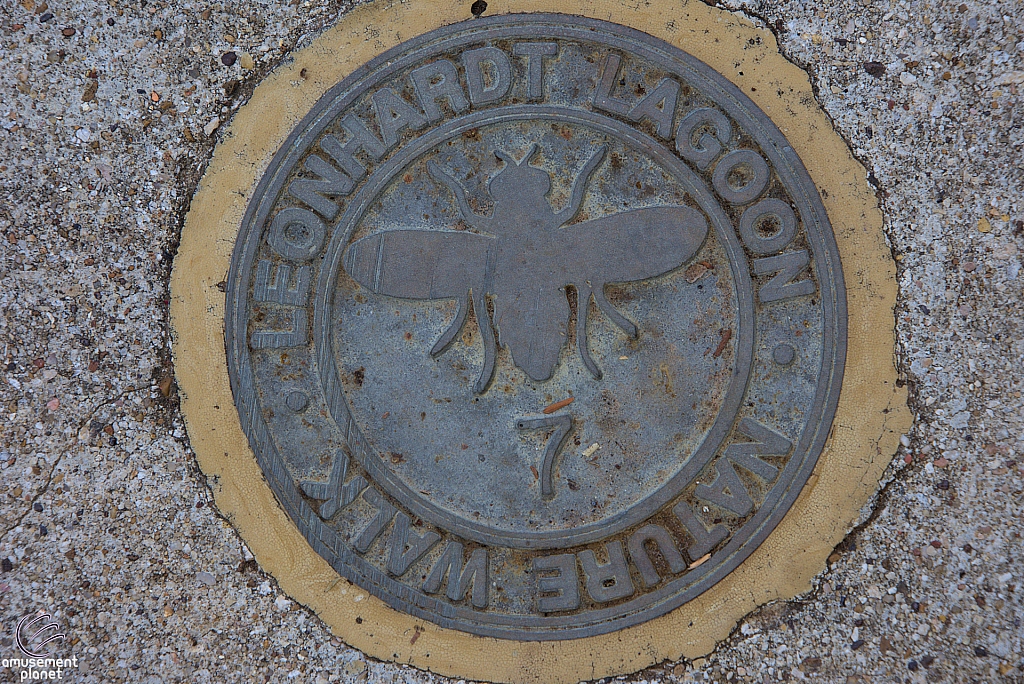 LEONHARDT LAGOON
7
NATURE WALK
amusement
planet